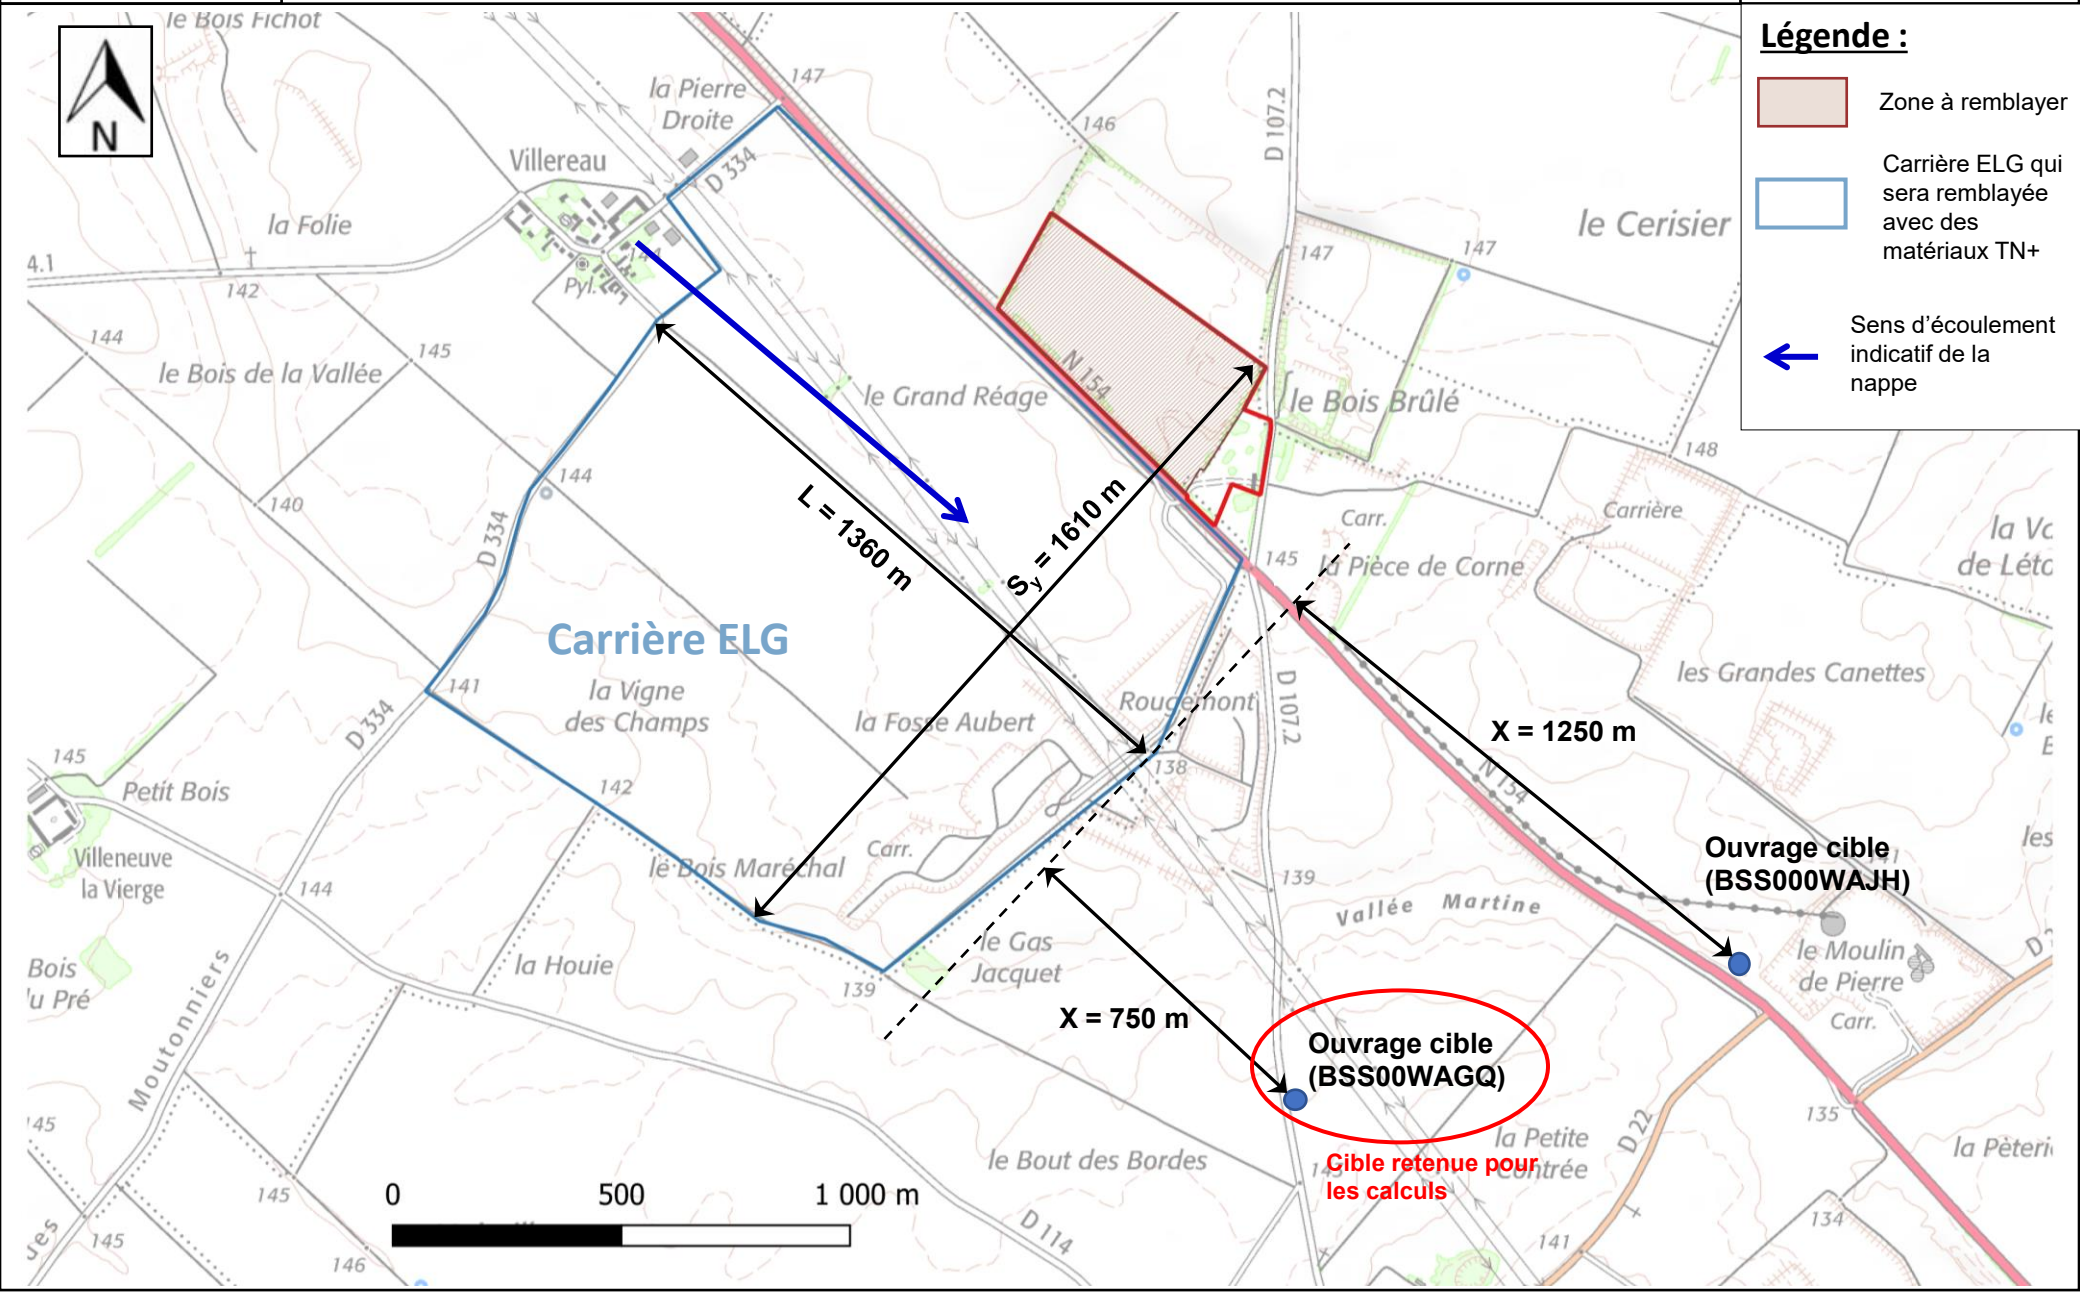 le Bois Fichot
N
la Pierre
Droite
147
Villereau
D 334
la Folie
4.1
142
Pyl.
144
145
le Bois de la Vallée
146
D 107.2
147
147
le Cerisier
Légende :
Zone à remblayer
Carrière ELG qui
sera remblayée
avec des
matériaux TN+
Sens d'écoulement
indicatif de la
nappe
le Grand Réage
N 154
le Bois Brûlé
148
144
140
D 334
L = 1360 m
Sy = 1610 m
Carr.
Carrière
145
la Pièce de Corne
les Grandes Canettes
Carrière ELG
la Vigne
des Champs
141
D 334
la Fosse Aubert
Rougemont
D 107.2
138
X = 1250 m
N 154
145
Petit Bois
142
Villeneuve
la Vierge
144
le Bois Maréchal
Carr.
139
Vallée Martine
Ouvrage cible
(BSS000WAJH)
141
le Moulin
de Pierre
Carr.
Bois
la Houie
139
le Gas
Jacquet
X = 750 m
Ouvrage cible
(BSS00WAGQ)
Moutonniers
135
D 22
la Petite
Contrée
Cible retenue pour
les calculs
le Bout des Bordes
145
0 500 1 000 m
D 114
145
146
141
134